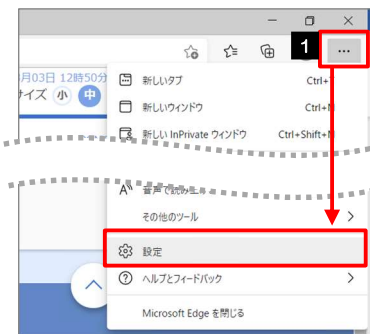 1
月03日 12時50分
サイズ 小 中
新しいタブ
新しいウィンドウ
新しい InPrivate ウィンドウ Ctrl+Shift+N
その他のツール
設定
ヘルプとフィードバック
Microsoft Edge を閉じる